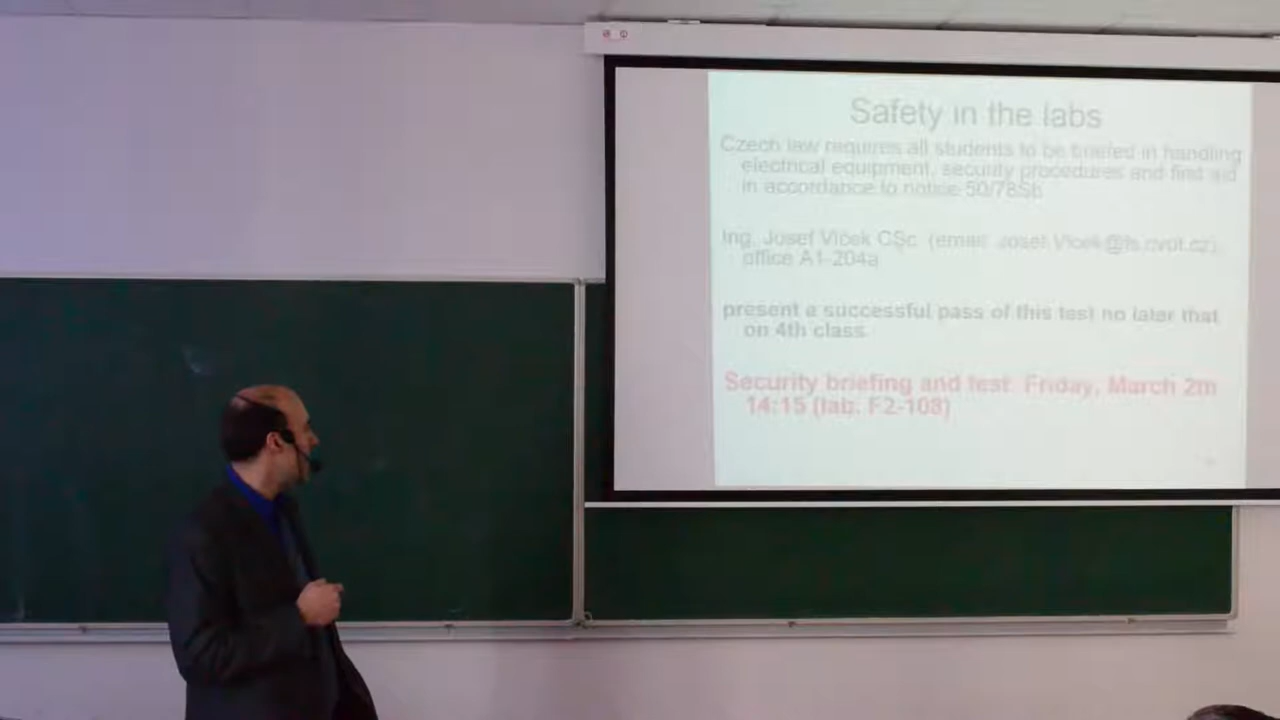 Safety in the labs
Czech law requires all students to be briefed in handling
electrical equipment, security procedures and first aid
in accordance to notice 50/78Sb
Ing. Josef Vlcek CSc. (email: Josef.Vlcek@fs.cvut.cz),
office A1-204a
present a successful pass of this test no later that
on 4th class
Security briefing and test: Friday, March 2m
14:15 (lab. F2-108)